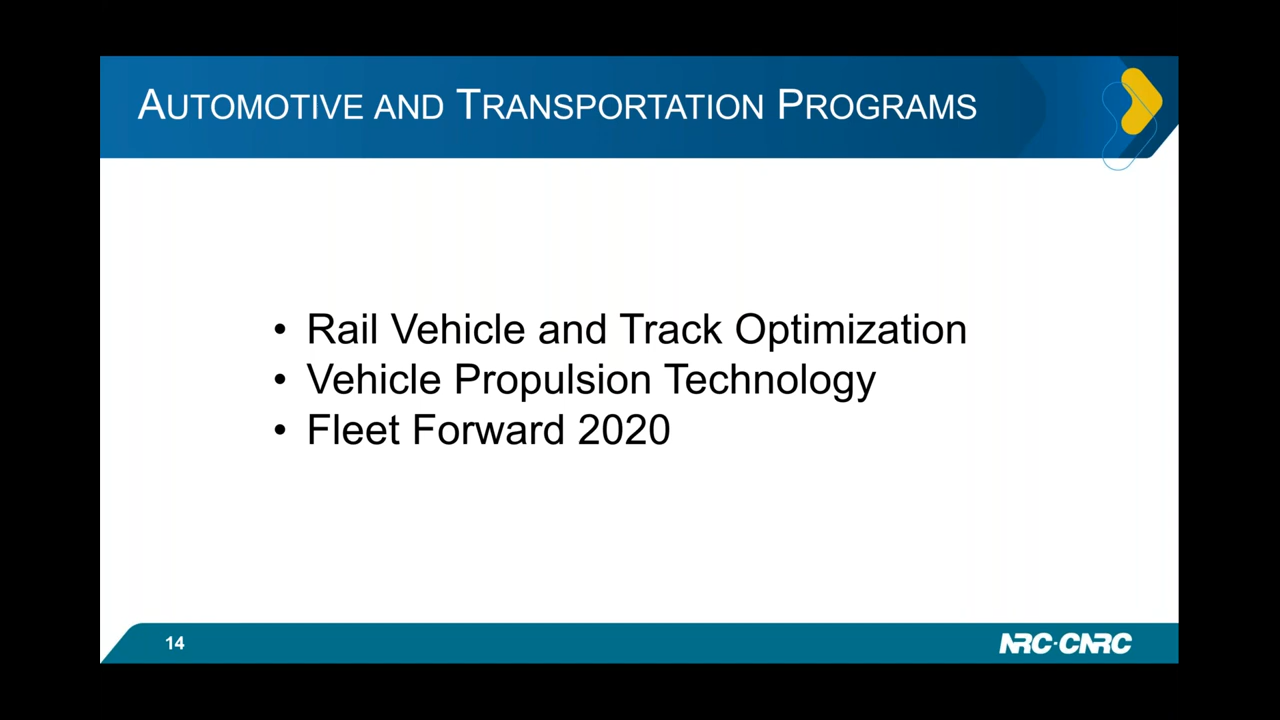 AUTOMOTIVE AND TRANSPORTATION PROGRAMS
• Rail Vehicle and Track Optimization
• Vehicle Propulsion Technology
• Fleet Forward 2020
14
NRC·CNRC